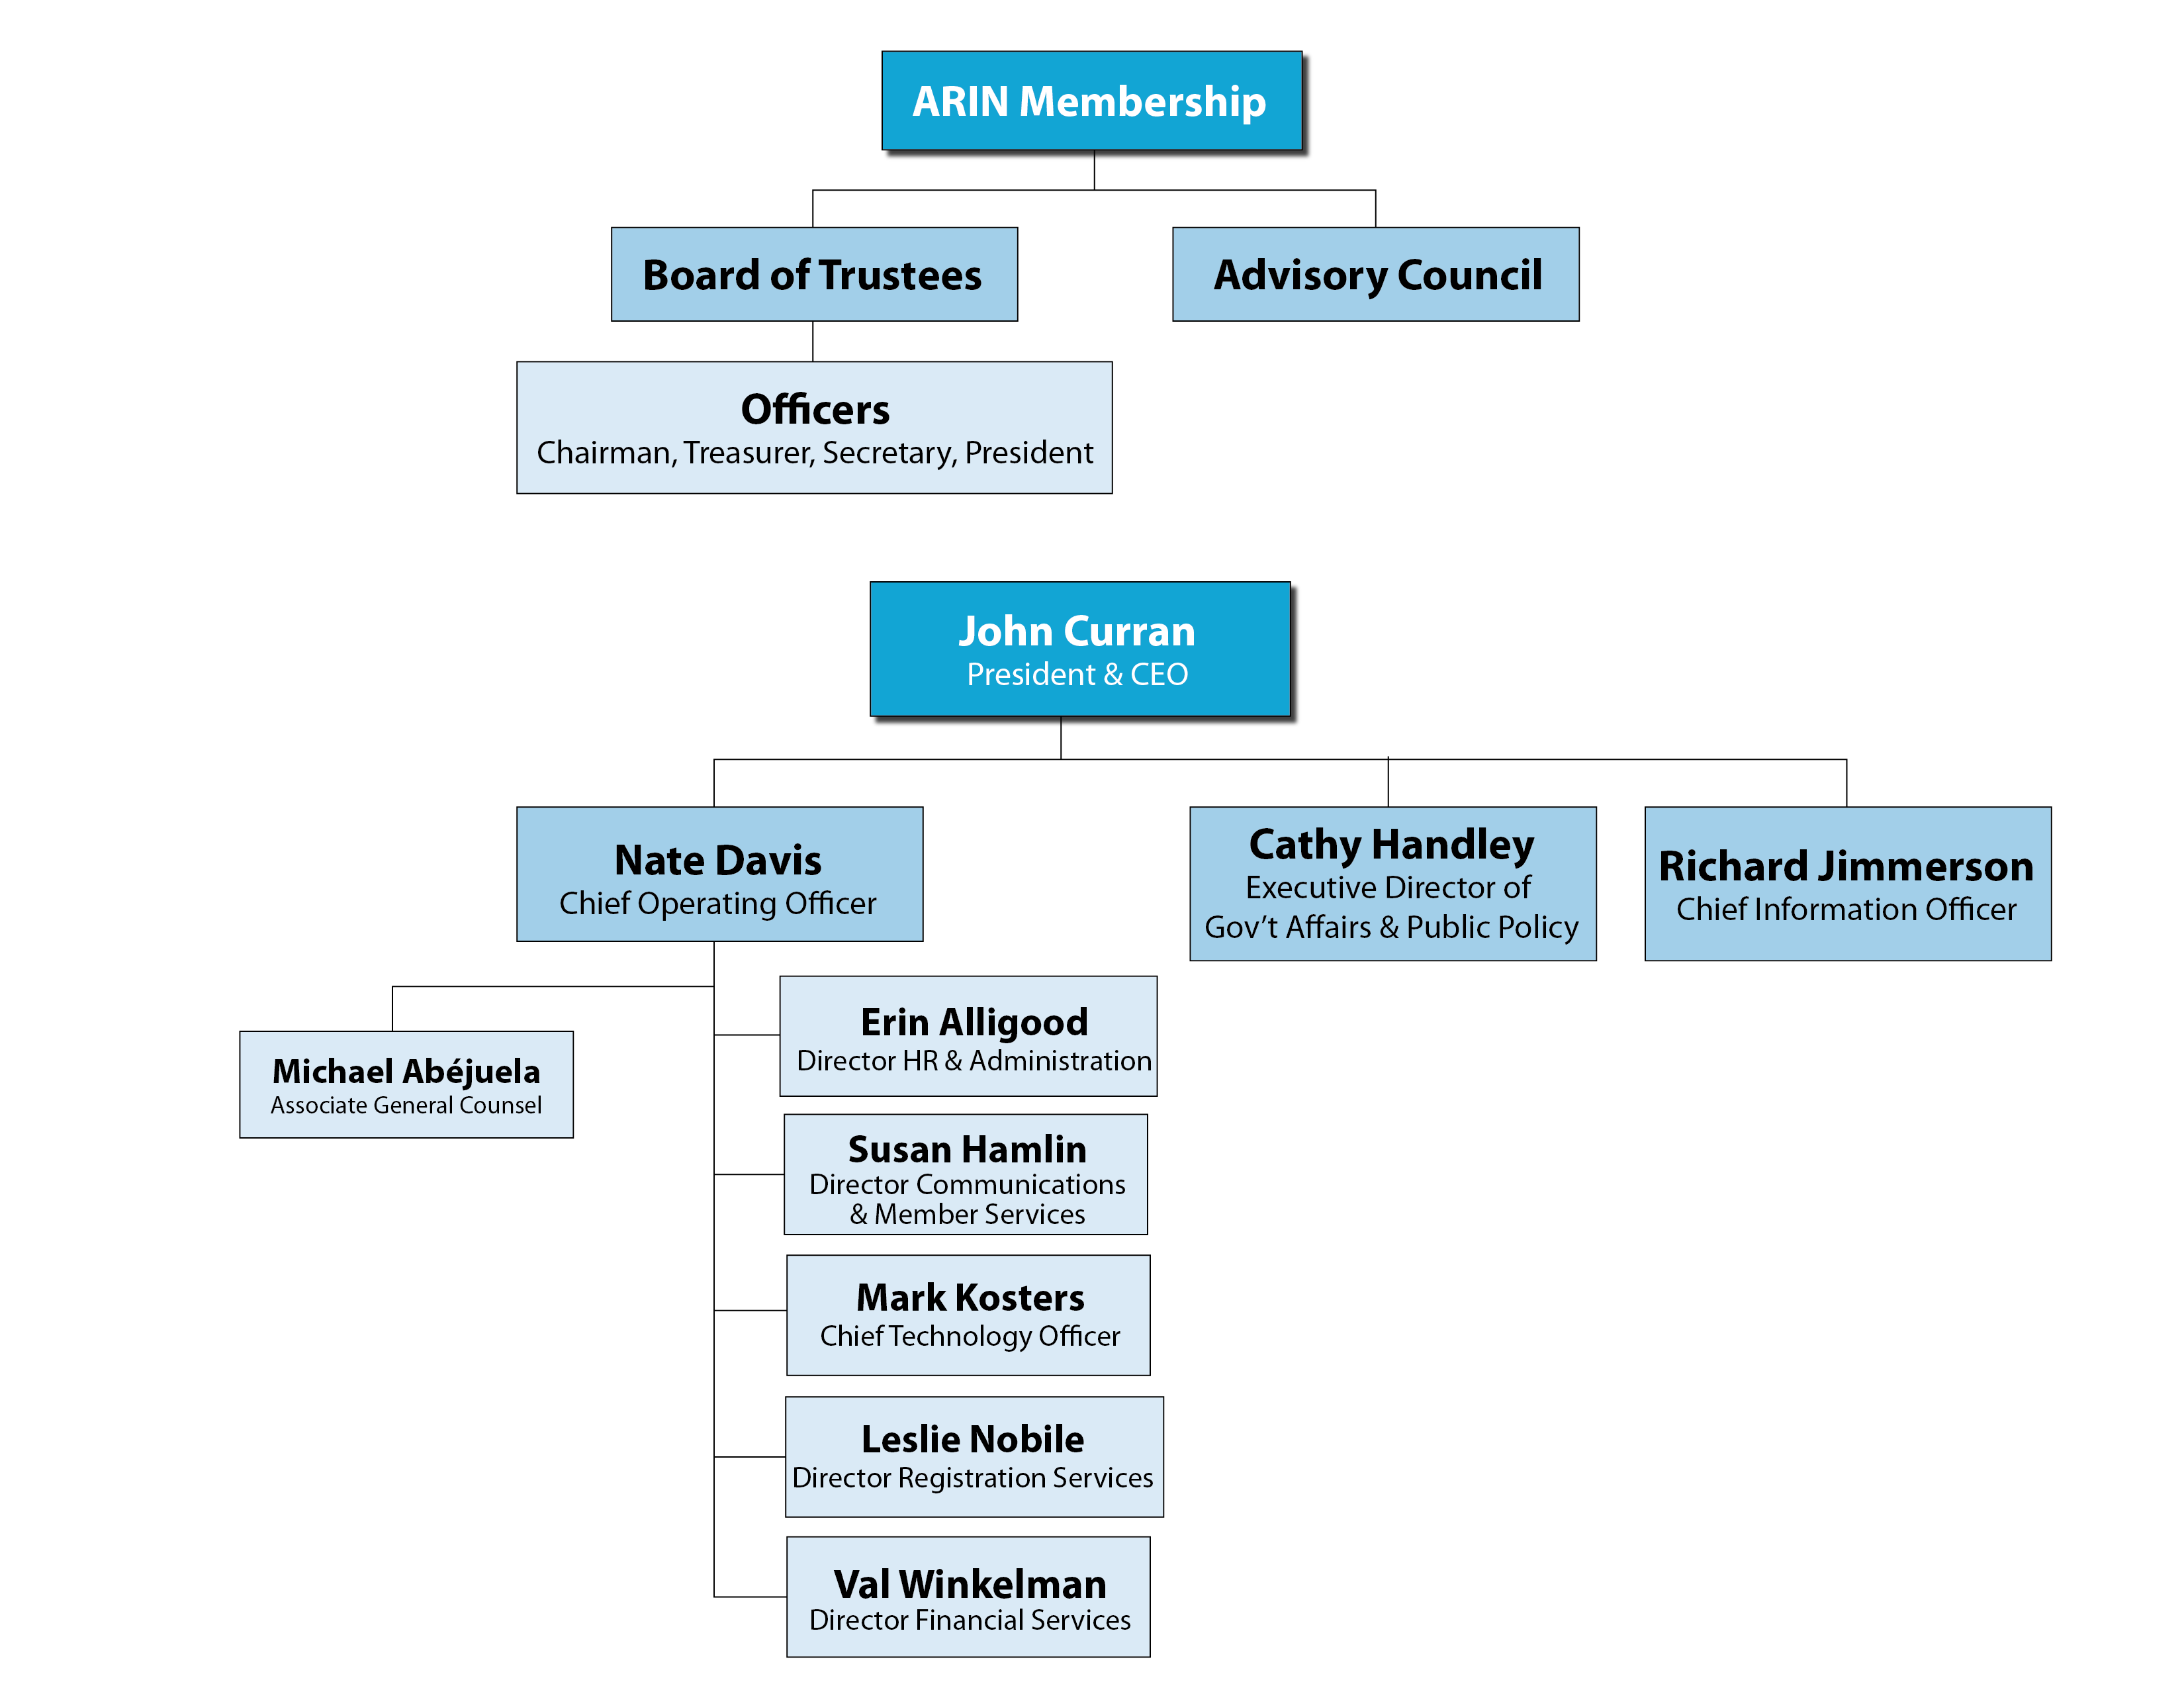 ARIN Membership
Board of Trustees
Advisory Council
Officers
Chairman, Treasurer, Secretary, President
John Curran
President & CEO
Nate Davis
Chief Operating Officer
Cathy Handley
Executive Director of
Gov’t Affairs & Public Policy
Richard Jimmerson
Chief Information Officer
Michael Abéjuela
Associate General Counsel
Erin Alligood
Director HR & Administration
Susan Hamlin
Director Communications
& Member Services
Mark Kosters
Chief Technology Officer
Leslie Nobile
Director Registration Services
Val Winkelman
Director Financial Services